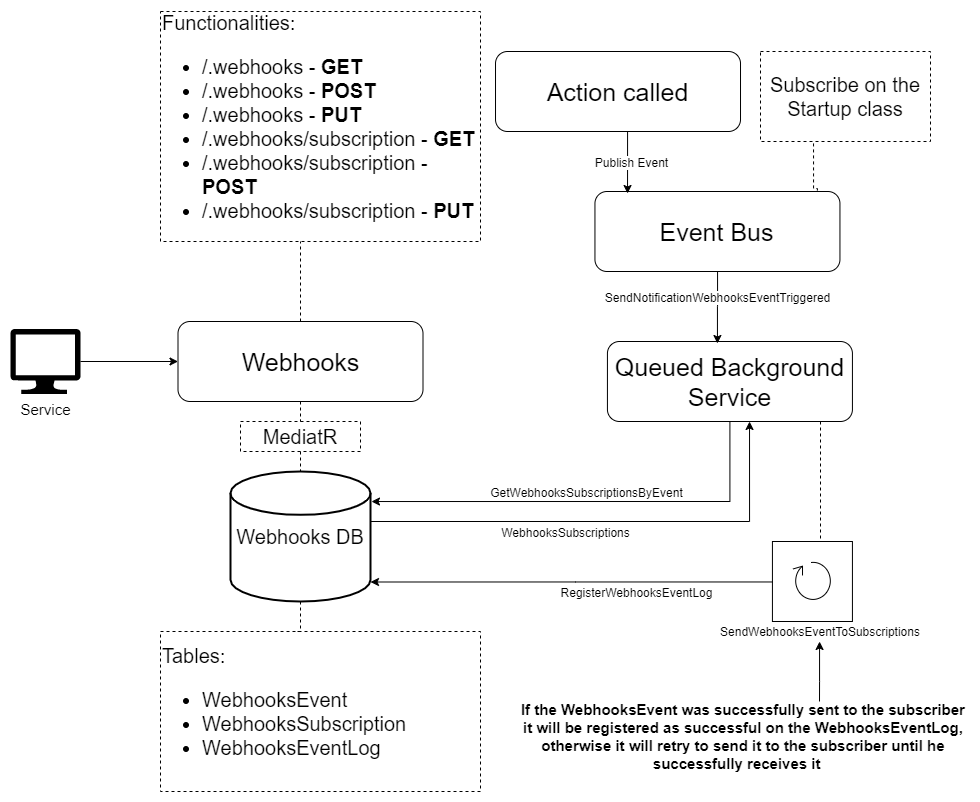 Functionalities:
/.webhooks - GET
/.webhooks - POST
/.webhooks - PUT
/.webhooks/subscription - GET
/.webhooks/subscription -
POST
/.webhooks/subscription - PUT
Action called
Subscribe on the
Startup class
Publish Event
Event Bus
SendNotificationWebhooksEventTriggered
Service
Webhooks
Queued Background
Service
MediatR
Webhooks DB
GetWebhooksSubscriptionsByEvent
WebhooksSubscriptions
RegisterWebhooksEventLog
SendWebhooksEventToSubscriptions
Tables:
WebhooksEvent
WebhooksSubscription
WebhooksEventLog
If the WebhooksEvent was successfully sent to the subscriber
it will be registered as successful on the WebhooksEventLog,
otherwise it will retry to send it to the subscriber until he
successfully receives it